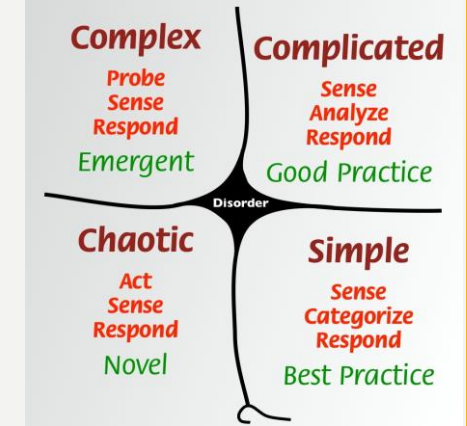 Complex
Probe
Sense
Respond
Emergent
Complicated
Sense
Analyze
Respond
Good Practice
Disorder
Chaotic
Act
Sense
Respond
Novel
Simple
Sense
Categorize
Respond
Best Practice